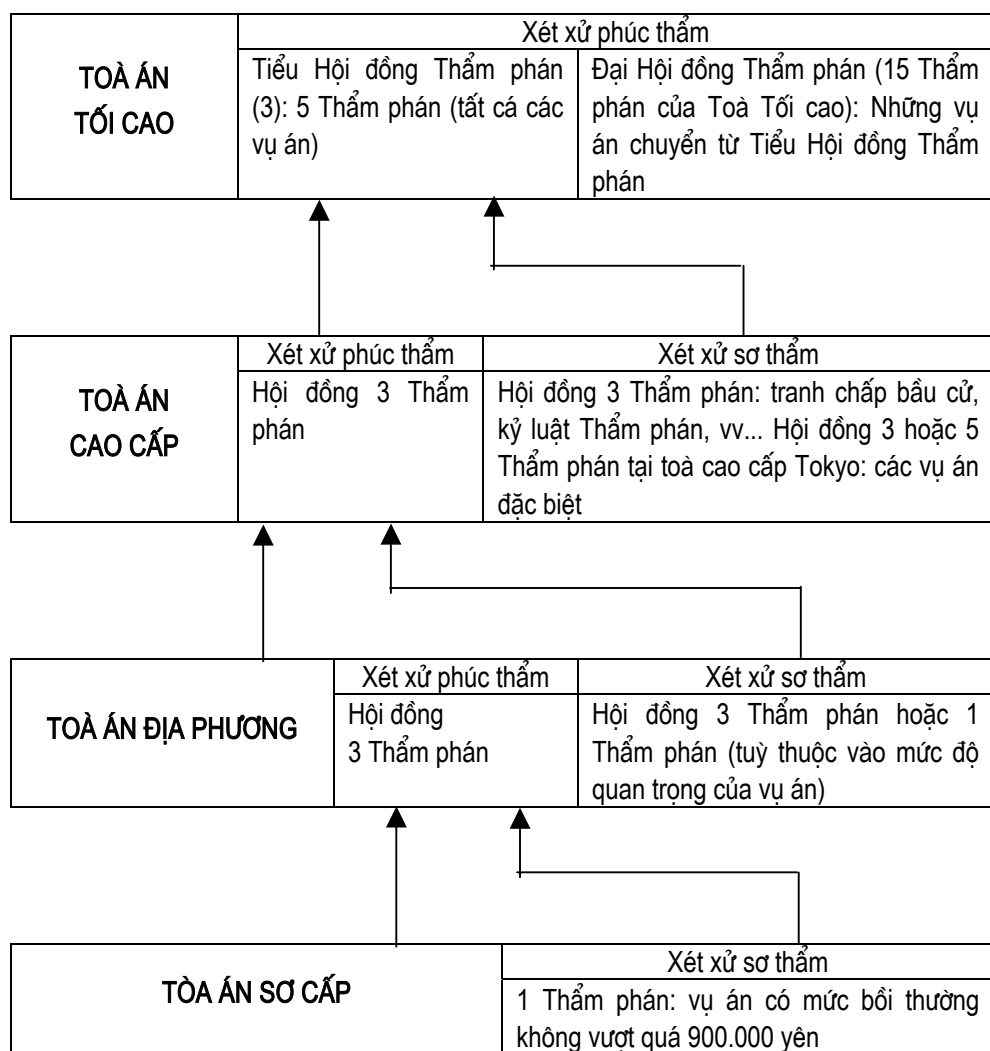 TOÀ ÁN
TỐI CAO
Xét xử phúc thẩm
Tiểu Hội đồng Thẩm phán
(3): 5 Thẩm phán (tất cá các
vụ án)
Đại Hội đồng Thẩm phán (15 Thẩm
phán của Toà Tối cao): Những vụ
án chuyển từ Tiểu Hội đồng Thẩm
phán
TOÀ ÁN
CAO CẤP
Xét xử phúc thẩm
Hội đồng 3 Thẩm
phán
Xét xử sơ thẩm
Hội đồng 3 Thẩm phán: tranh chấp bầu cử,
kỷ luật Thẩm phán, vv... Hội đồng 3 hoặc 5
Thẩm phán tại toà cao cấp Tokyo: các vụ án
đặc biệt
TOÀ ÁN ĐỊA PHƯƠNG
Xét xử phúc thẩm
Hội đồng
3 Thẩm phán
Xét xử sơ thẩm
Hội đồng 3 Thẩm phán hoặc 1
Thẩm phán (tuỳ thuộc vào mức độ
quan trọng của vụ án)
TÒA ÁN SƠ CẤP
Xét xử sơ thẩm
1 Thẩm phán: vụ án có mức bồi thường
không vượt quá 900.000 yên